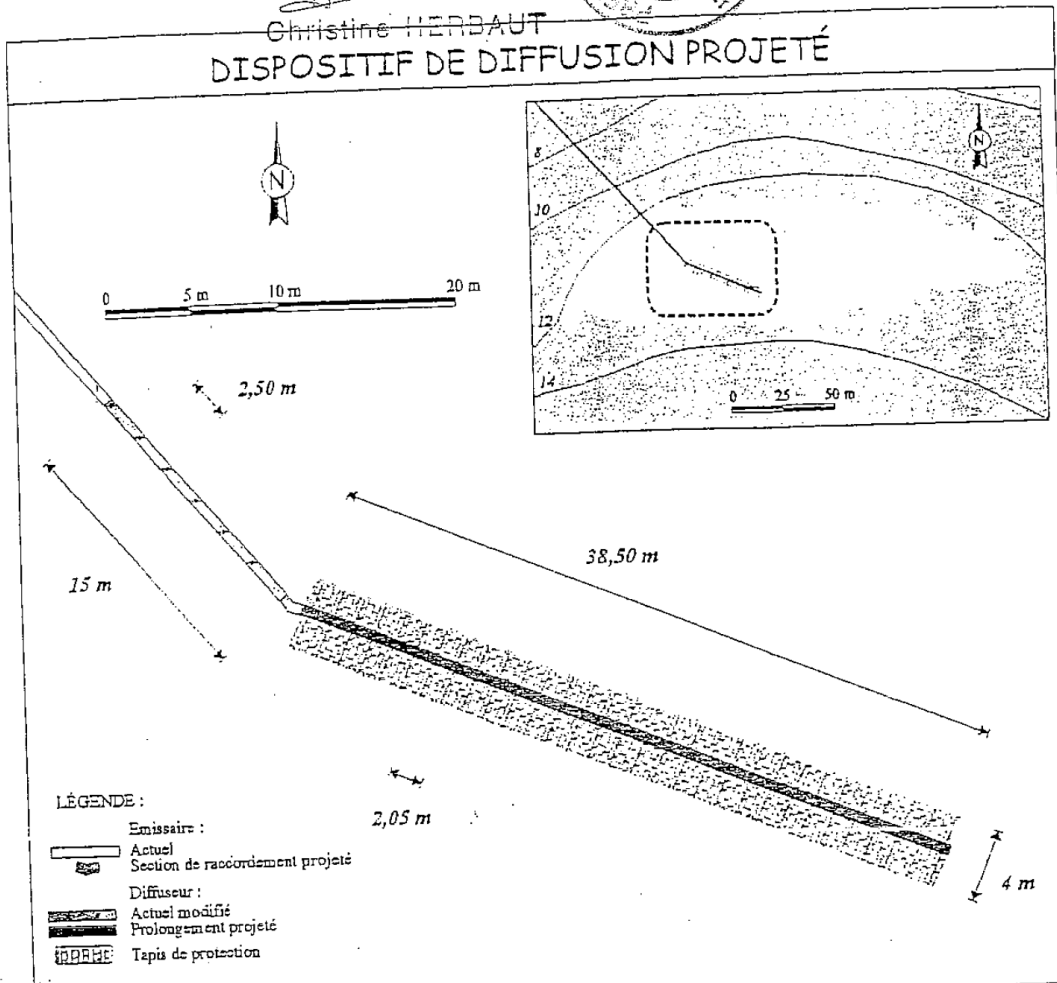 Christine HERBAUT
DISPOSITIF DE DIFFUSION PROJETÉ
N
0 5 m 10 m 20 m
2,50 m
15 m
38,50 m
2,05 m
4 m
N
8
10
12
14
0 25 50 m
LÉGENDE :
Emissaire :
Actuel
Section de raccordement projeté
Diffuseur :
Actuel modifié
Prolongement projeté
Tapis de protection